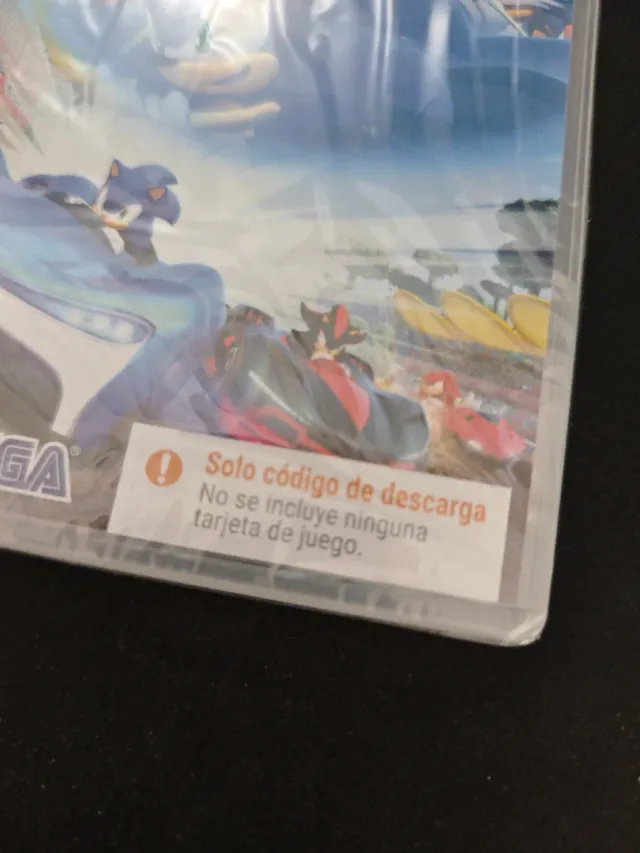 GA®
Solo código de descarga
No se incluye ninguna
tarjeta de juego.